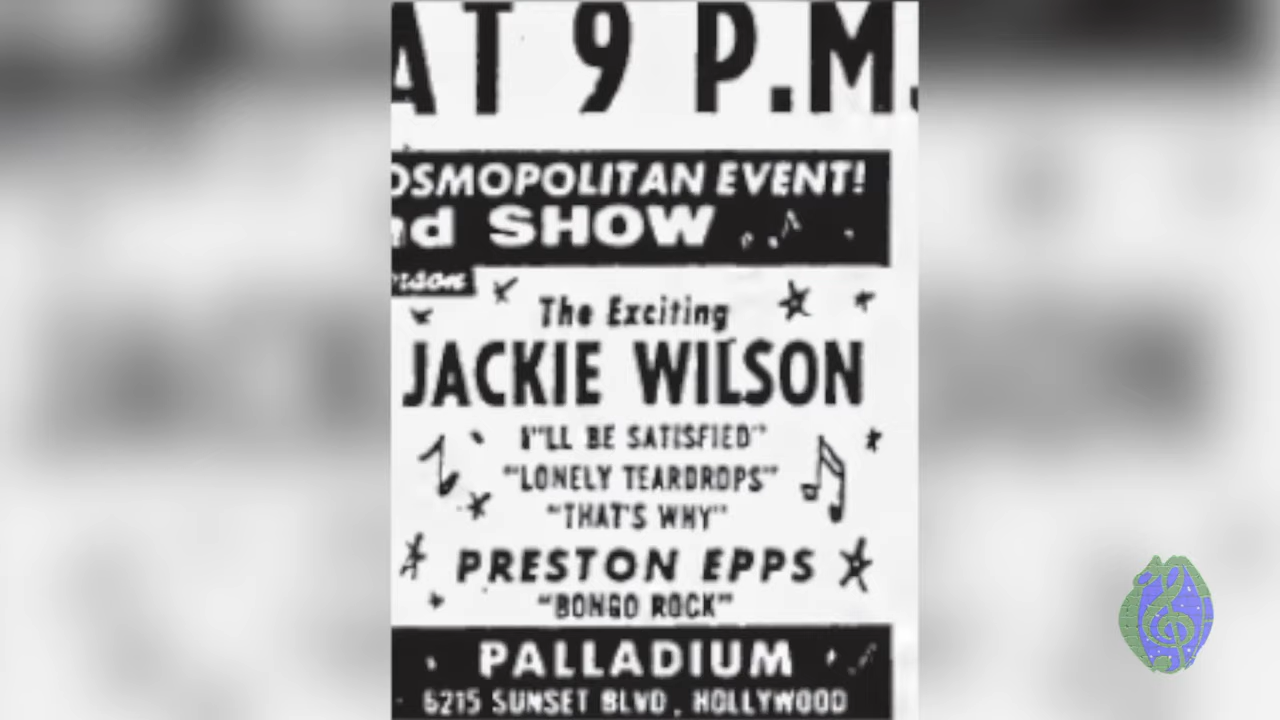 AT 9 P.M.
OSMOPOLITAN EVENT!
nd SHOW
The Exciting
JACKIE WILSON
I"LL BE SATISFIED"
"LONELY TEARDROPS"
"THAT'S WHY"
PRESTON EPPS
"BONGO ROCK"
PALLADIUM
6215 SUNSET BLVD, HOLLYWOOD